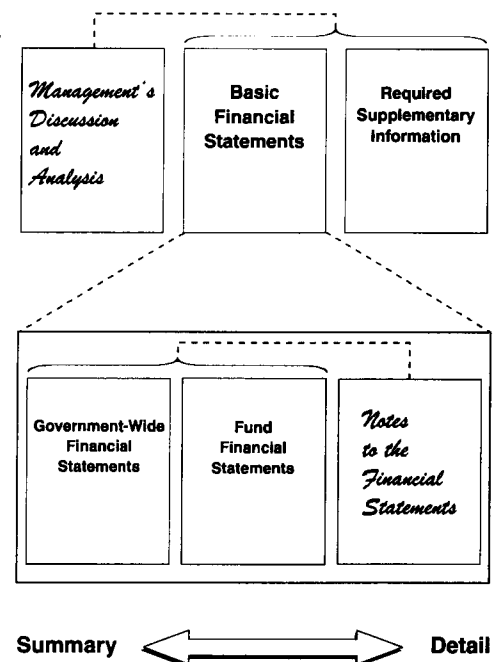 Management's
Discussion
and
Analysis
Basic
Financial
Statements
Required
Supplementary
Information
Government-Wide
Financial
Statements
Fund
Financial
Statements
Notes
to the
Financial
Statements
Summary
Detail